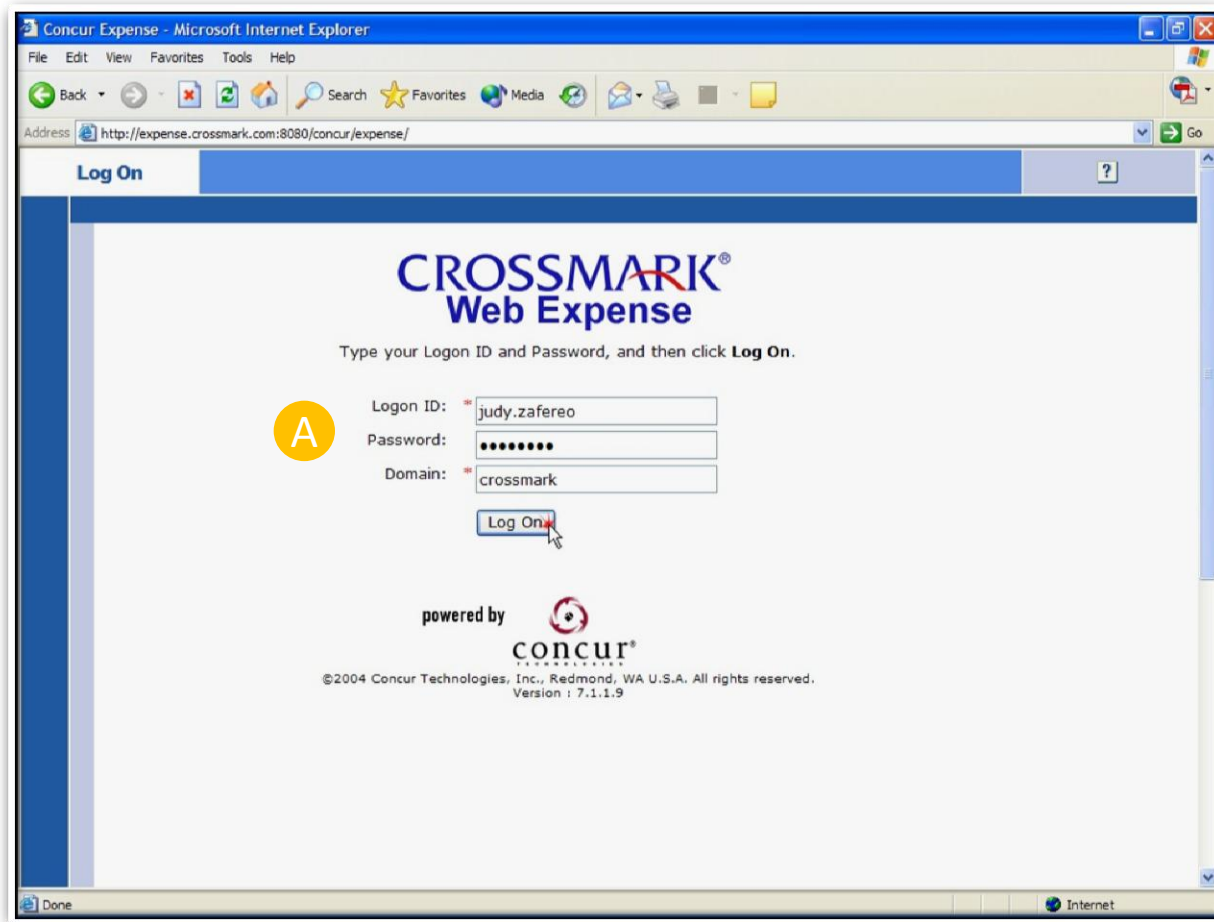 Concur Expense - Microsoft Internet Explorer
File Edit View Favorites Tools Help
Back Search Favorites Media
Address http://expense.crossmark.com:8080/concur/expense/ Go
Log On ?
CROSSMARK®
Web Expense
Type your Logon ID and Password, and then click Log On.
A
Logon ID: * judy.zafereo
Password: ••••••••
Domain: * crossmark
Log On
powered by
concur®
TECHNOLOGIES
©2004 Concur Technologies, Inc., Redmond, WA U.S.A. All rights reserved.
Version : 7.1.1.9
Done Internet